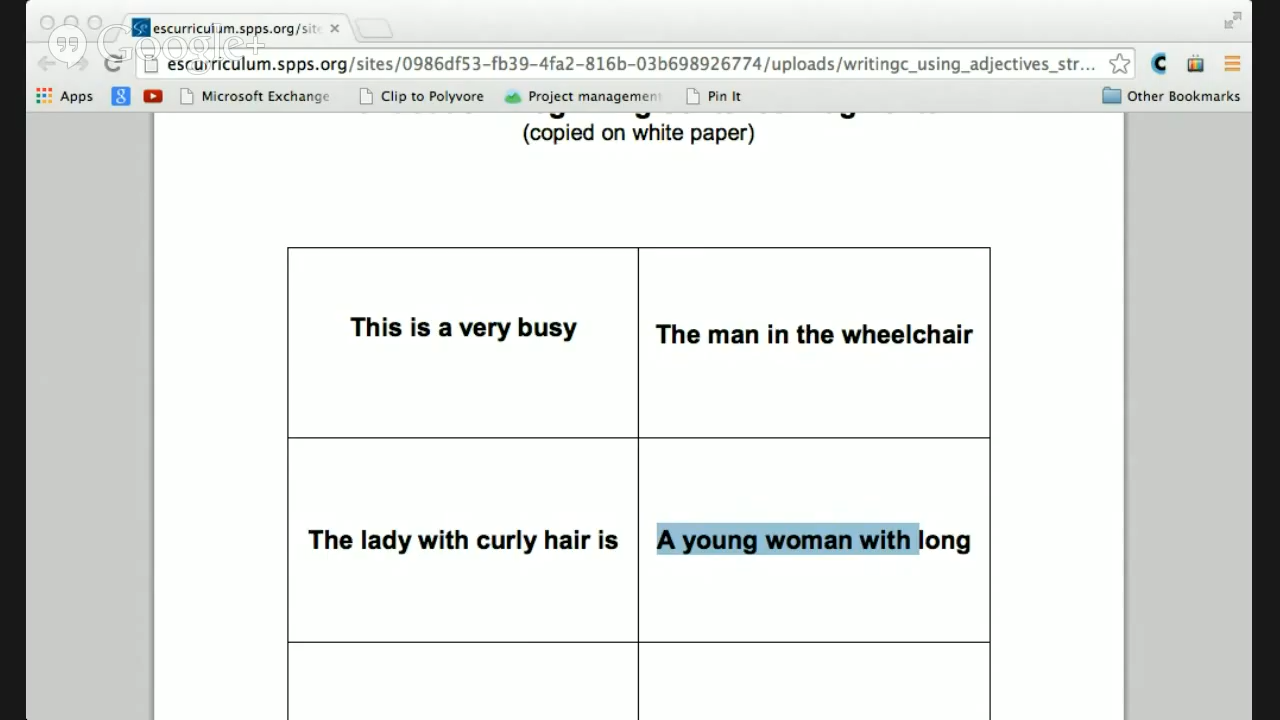 escurriculum.spps.org/site
Google+
escurriculum.spps.org/sites/0986df53-fb39-4fa2-816b-03b698926774/uploads/writingc_using_adjectives_str...
Apps
Microsoft Exchange
Clip to Polyvore
Project management
Pin It
Other Bookmarks
(copied on white paper)
This is a very busy
The man in the wheelchair
The lady with curly hair is
A young woman with long